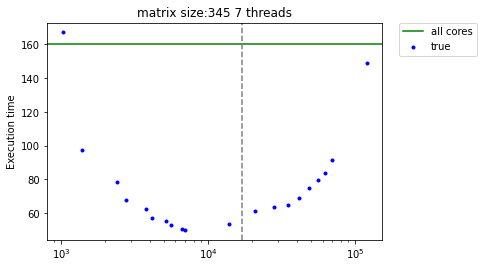 matrix size:345 7 threads
all cores
true
Execution time
160
140
120
100
80
60
10³
10⁴
10⁵